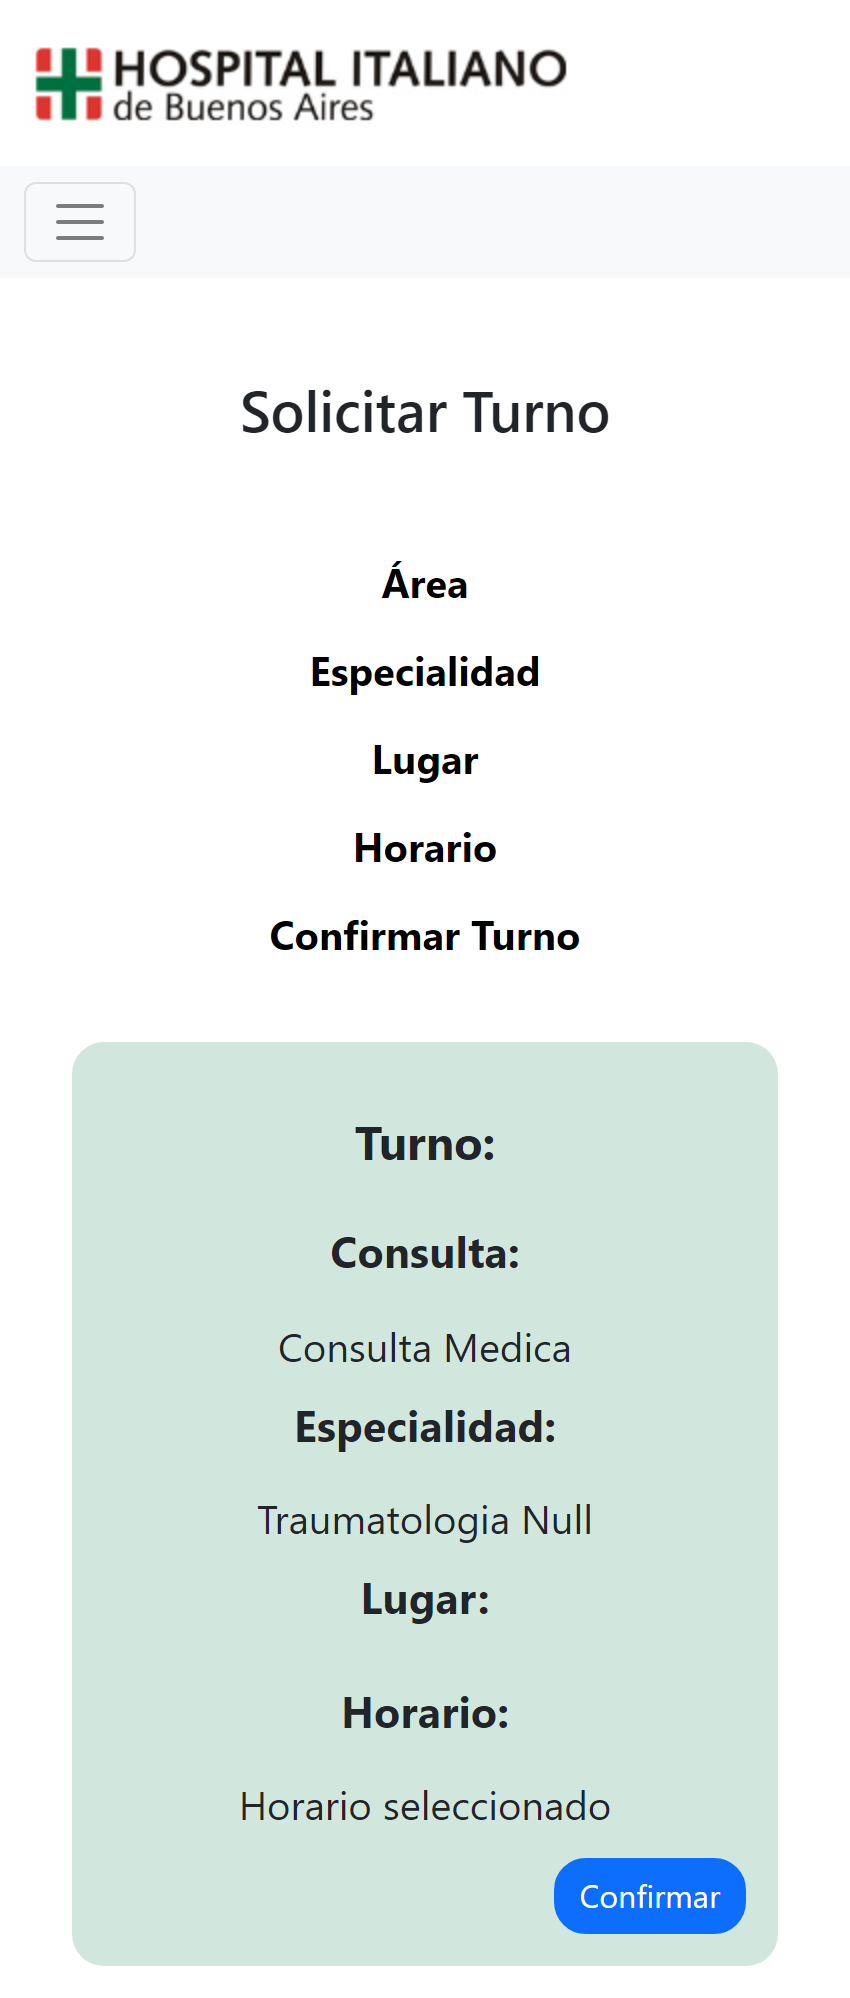 HOSPITAL ITALIANO
de Buenos Aires
Solicitar Turno
Área
Especialidad
Lugar
Horario
Confirmar Turno
Turno:
Consulta:
Consulta Medica
Especialidad:
Traumatologia Null
Lugar:
Horario:
Horario seleccionado
Confirmar